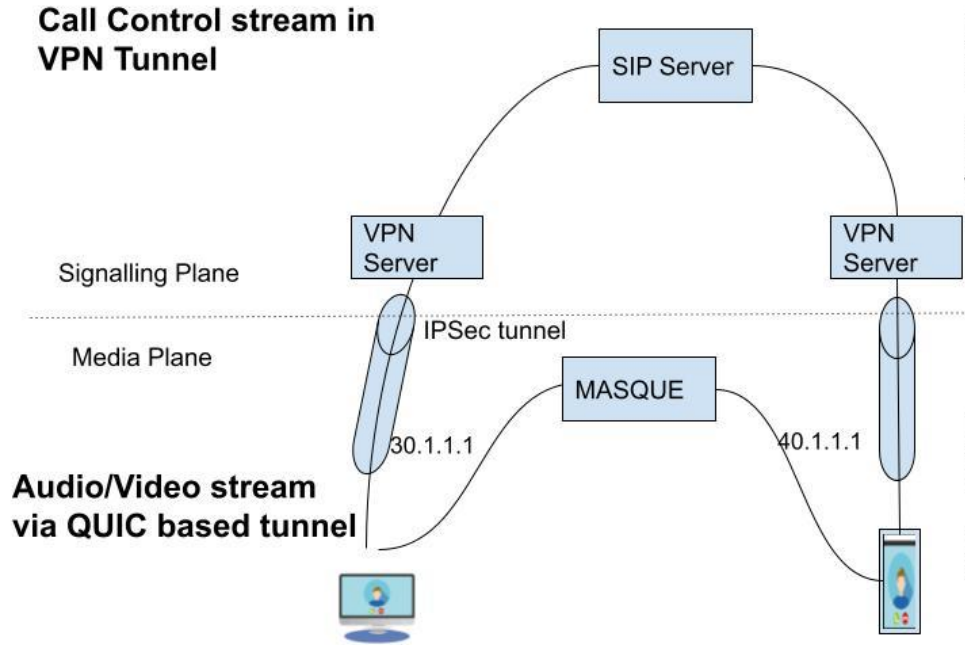 Call Control stream in
VPN Tunnel
SIP Server
VPN
Server
VPN
Server
Signalling Plane
IPSec tunnel
Media Plane
MASQUE
30.1.1.1
40.1.1.1
Audio/Video stream
via QUIC based tunnel